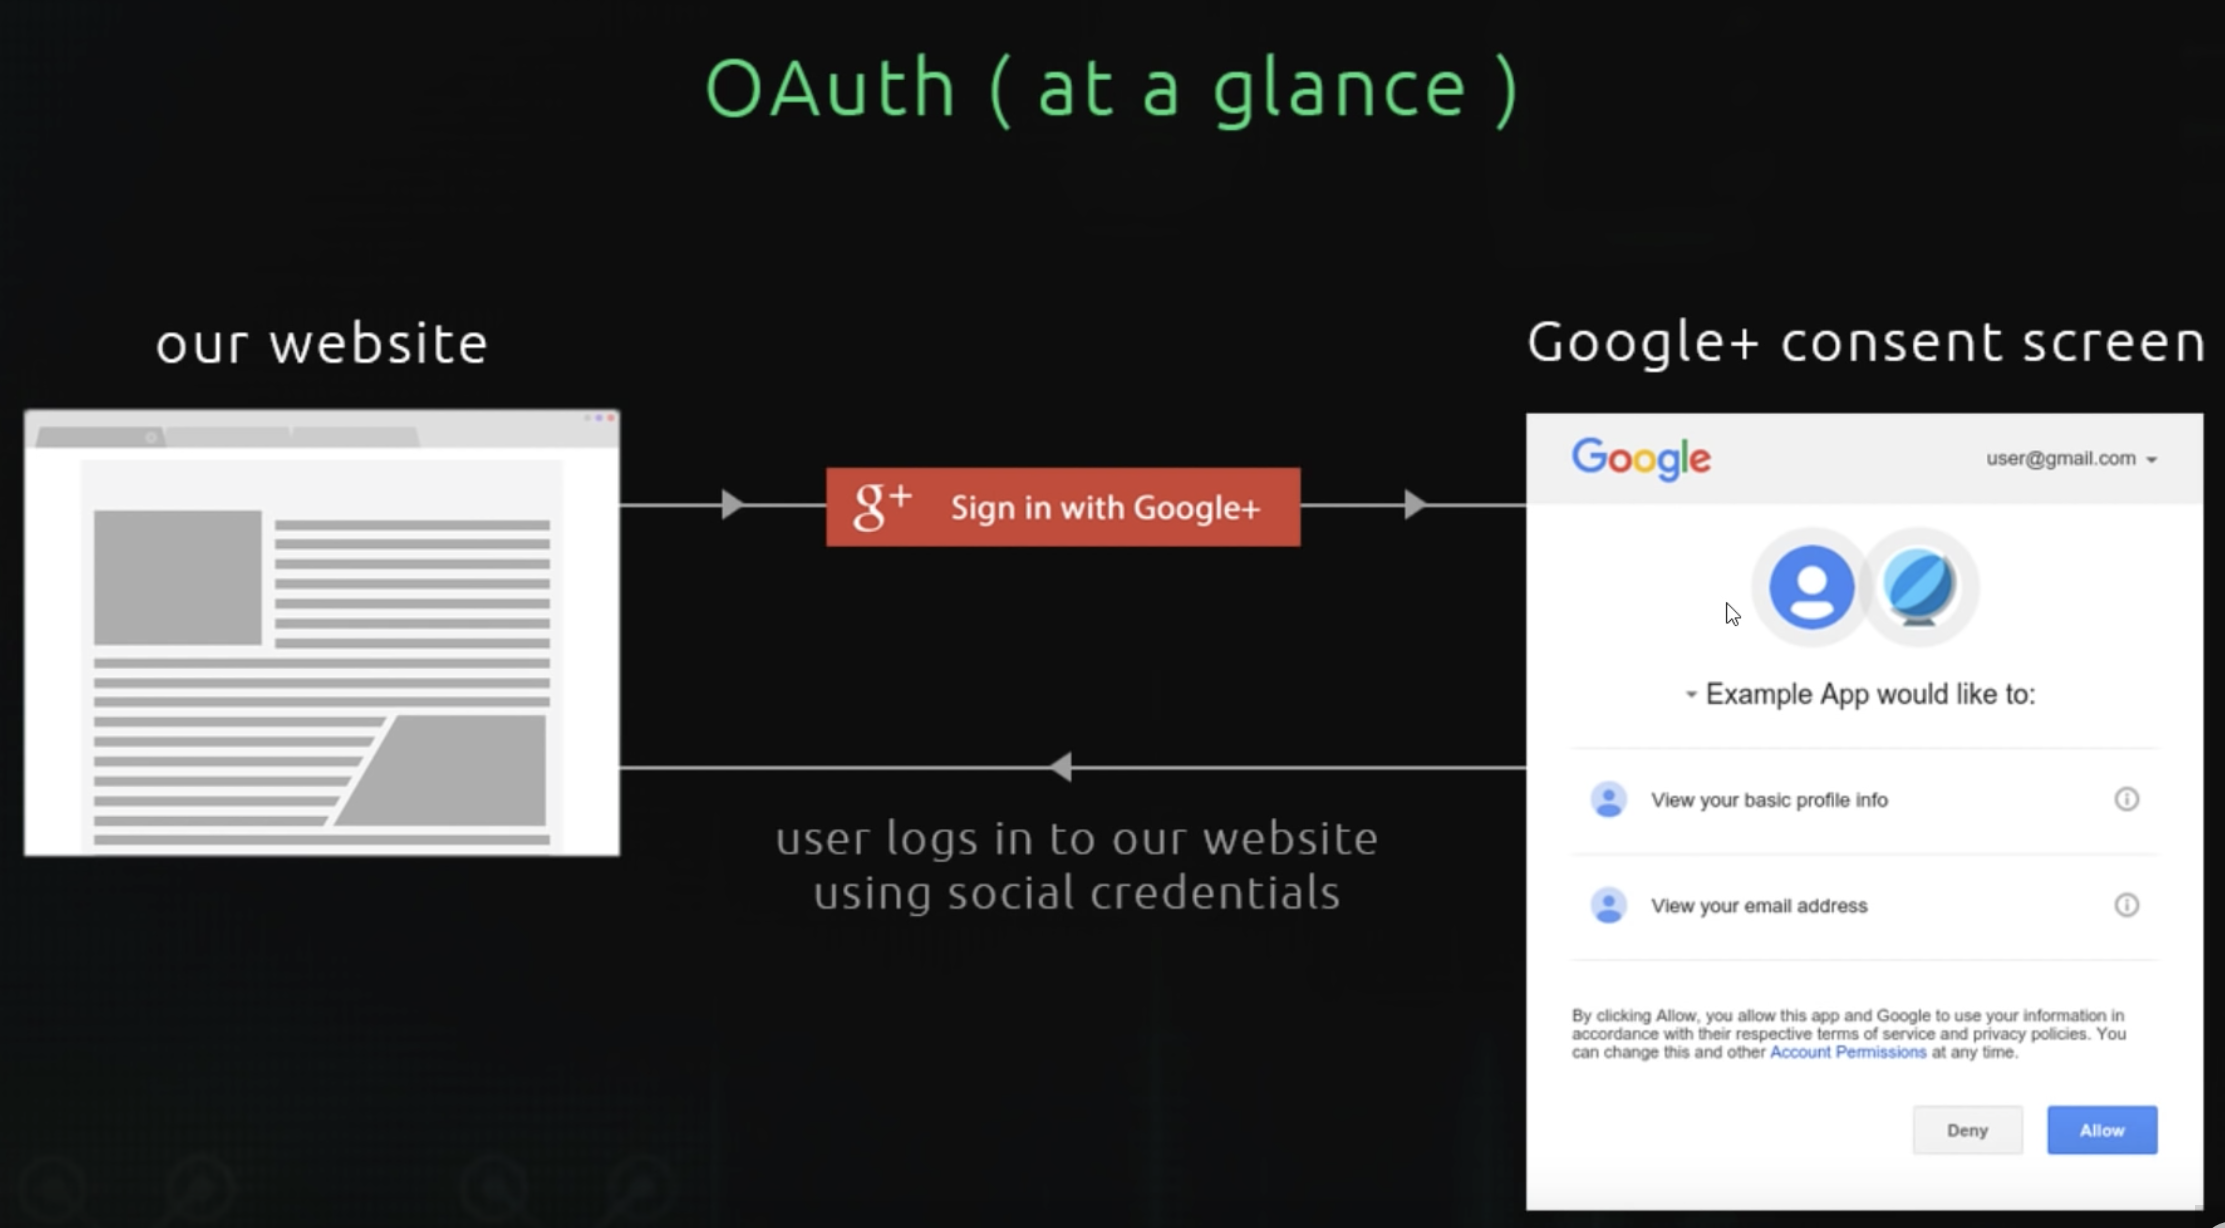 OAuth ( at a glance )
our website
Google+ consent screen
g+ Sign in with Google+
Google
user@gmail.com
Example App would like to:
View your basic profile info
View your email address
user logs in to our website
using social credentials
By clicking Allow, you allow this app and Google to use your information in
accordance with their respective terms of service and privacy policies. You
can change this and other Account Permissions at any time.
Deny
Allow